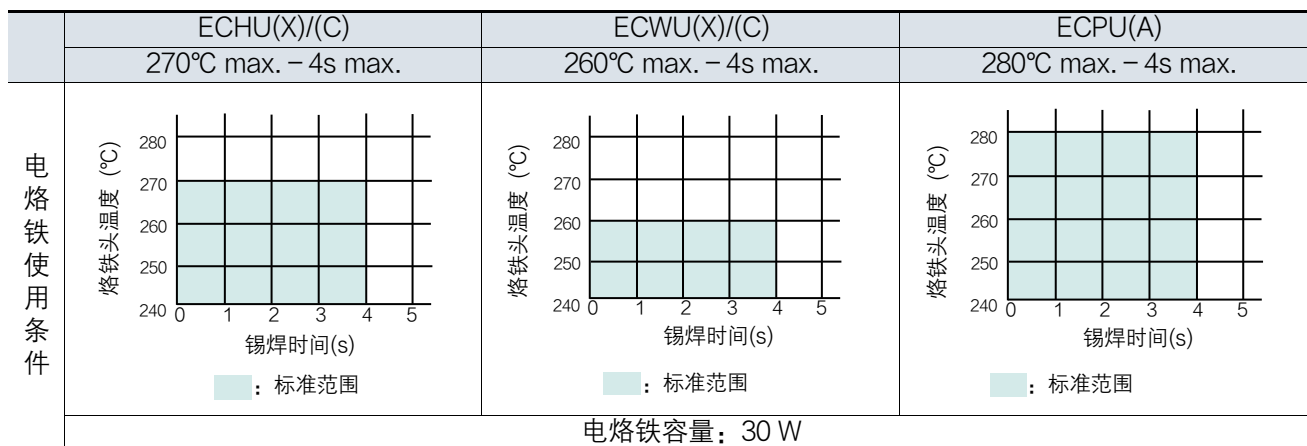 ECHU(X)/(C)
ECWU(X)/(C)
ECPU(A)
270℃ max. – 4s max.
260℃ max. – 4s max.
280℃ max. – 4s max.
电烙铁使用条件
烙铁头温度 (℃)
280
270
260
250
240
0 1 2 3 4 5
锡焊时间(s)
：标准范围
烙铁头温度 (℃)
280
270
260
250
240
0 1 2 3 4 5
锡焊时间(s)
：标准范围
烙铁头温度 (℃)
280
270
260
250
240
0 1 2 3 4 5
锡焊时间(s)
：标准范围
电烙铁容量：30 W